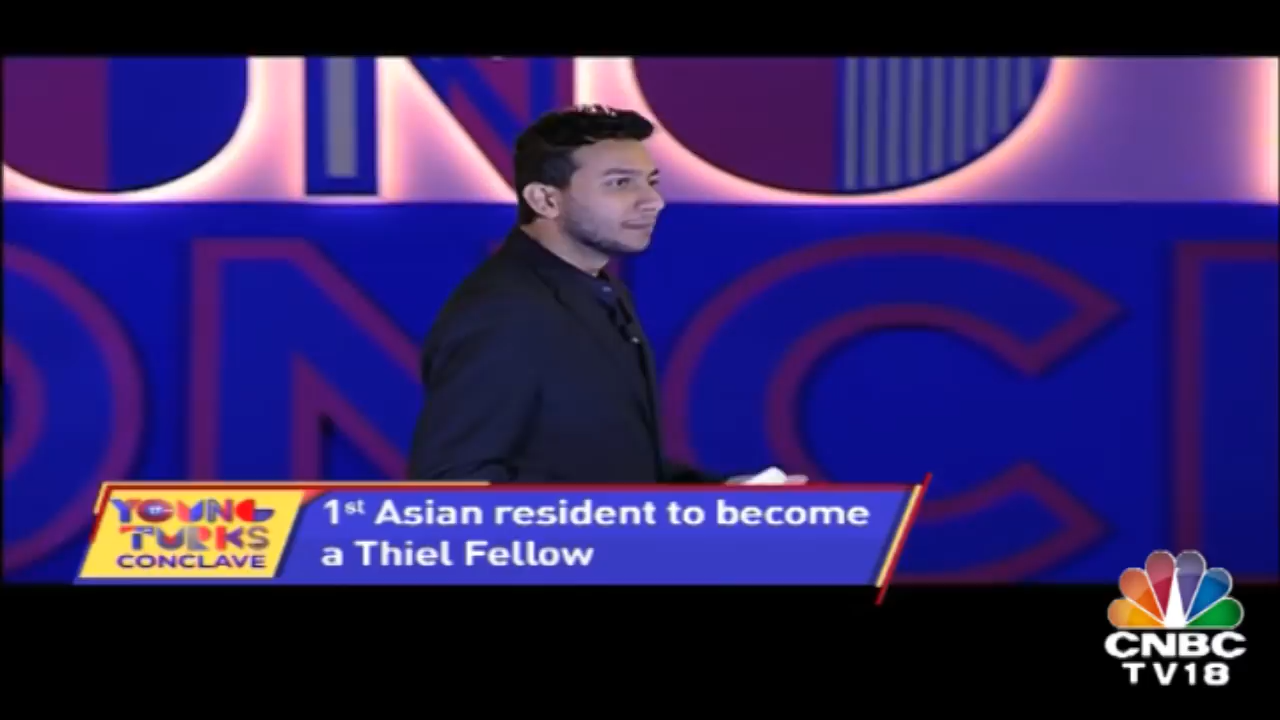 YOUNG
TURKS
CONCLAVE
1st Asian resident to become
a Thiel Fellow
CNBC
TV18